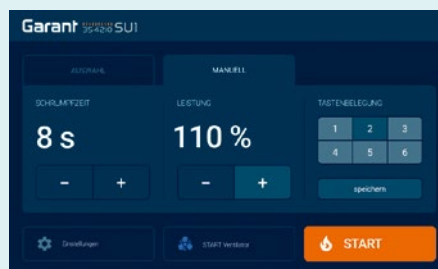 Garant SU1
AUSWAHL
MANUELL
SCHRUMPFZEIT
LEISTUNG
TASTENBELEGUNG
8 s
110 %
1 2 3
4 5 6
- +
- +
speichern
Einstellungen
START Ventilator
START